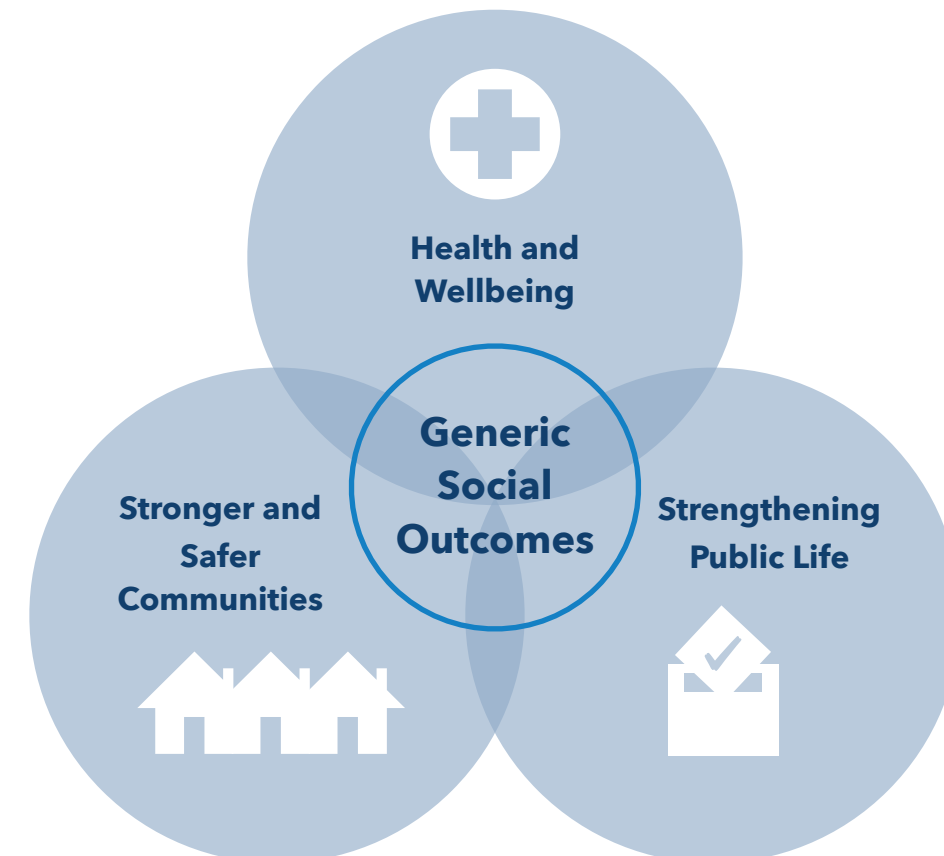 Health and
Wellbeing
Generic
Social
Outcomes
Stronger and
Safer
Communities
Strengthening
Public Life